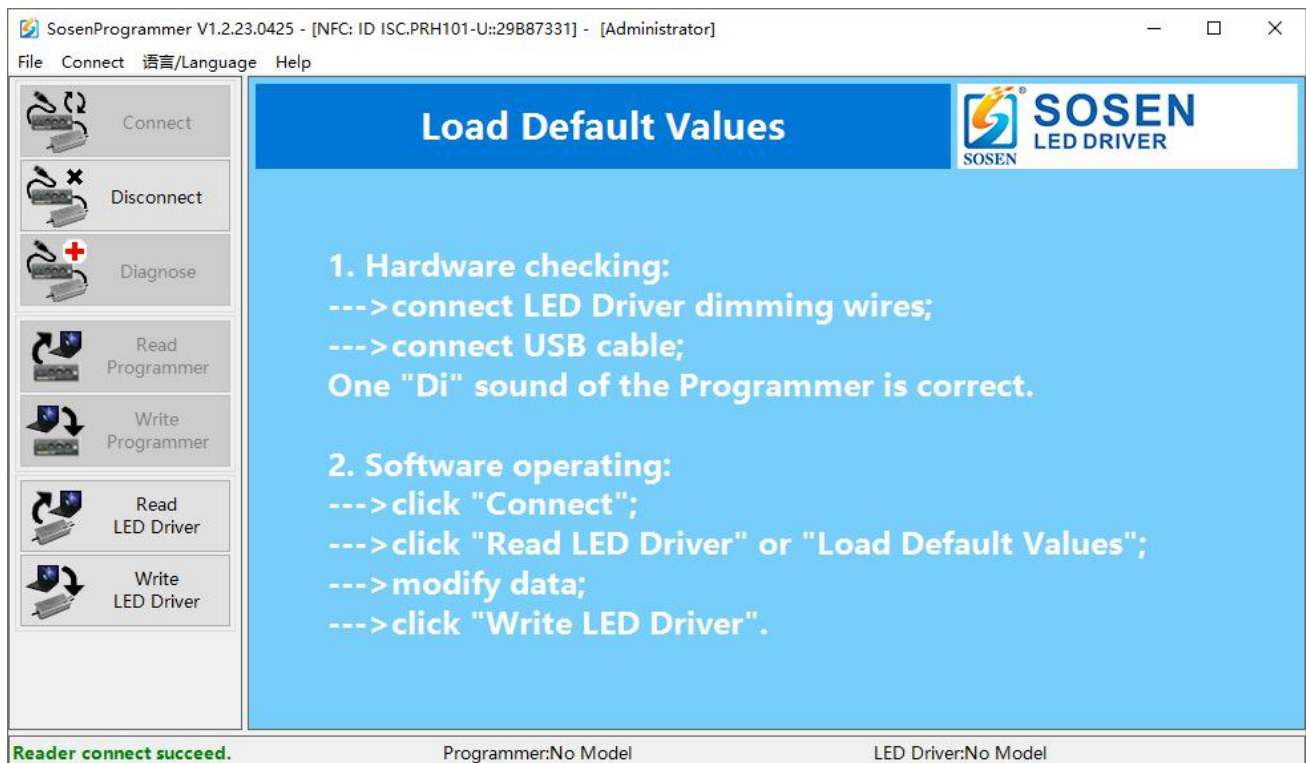 SosenProgrammer V1.2.23.0425 - [NFC: ID ISC.PRH101-U::29B87331] - [Administrator]
File Connect 语言/Language Help
Connect
Disconnect
Diagnose
Read
Programmer
Write
Programmer
Read
LED Driver
Write
LED Driver
Load Default Values
SOSEN
SOSEN
LED DRIVER
1. Hardware checking:
--->connect LED Driver dimming wires;
--->connect USB cable;
One "Di" sound of the Programmer is correct.
2. Software operating:
--->click "Connect";
--->click "Read LED Driver" or "Load Default Values";
--->modify data;
--->click "Write LED Driver".
Reader connect succeed.
Programmer:No Model
LED Driver:No Model